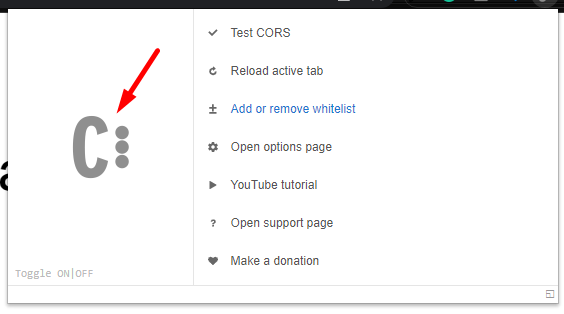 Test CORS
Reload active tab
Add or remove whitelist
Open options page
YouTube tutorial
Open support page
Make a donation
C
Toggle ON|OFF